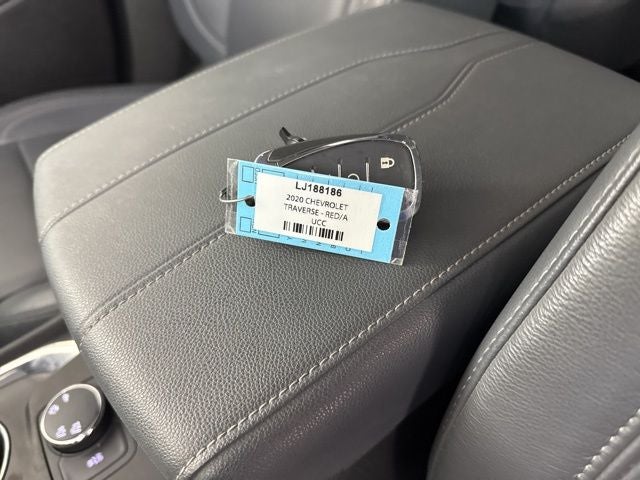 LJ188186
2020 CHEVROLET
TRAVERSE - RED/A
UCC